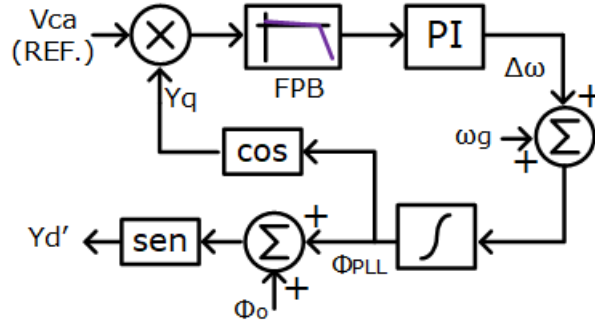 Vca
(REF.)
×
Yq
FPB
PI
Δω
+
ωg
+
Σ
cos
Yd’
sen
Σ
+
+
Φo
ΦPLL
∫